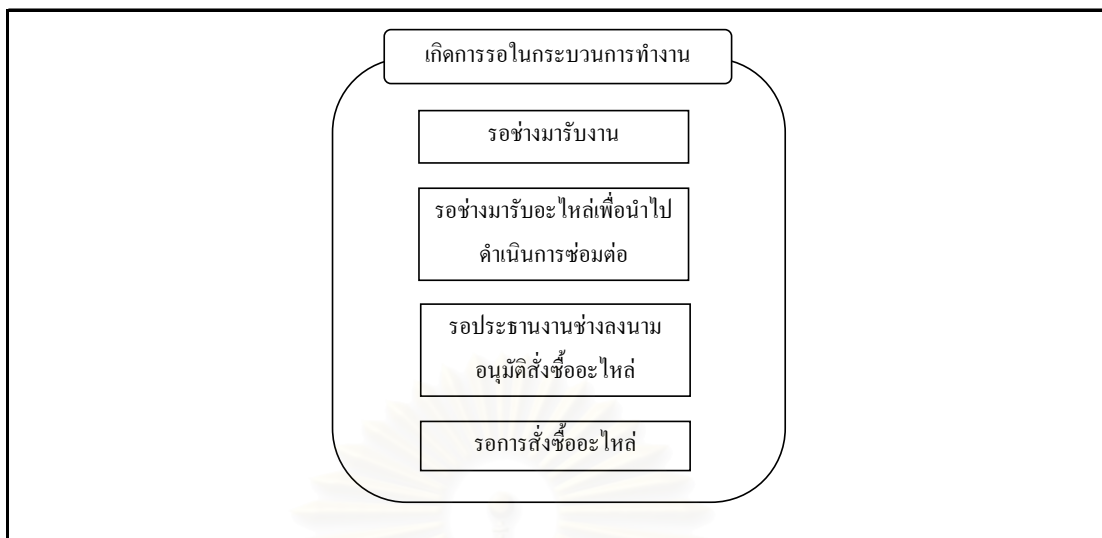 เกิดการรอในกระบวนการทำงาน
รอช่างมารับงาน
รอช่างมารับอะไหล่เพื่อนำไป
ดำเนินการซ่อมต่อ
รอประธานงานช่างลงนาม
อนุมัติสั่งซื้ออะไหล่
รอการสั่งซื้ออะไหล่